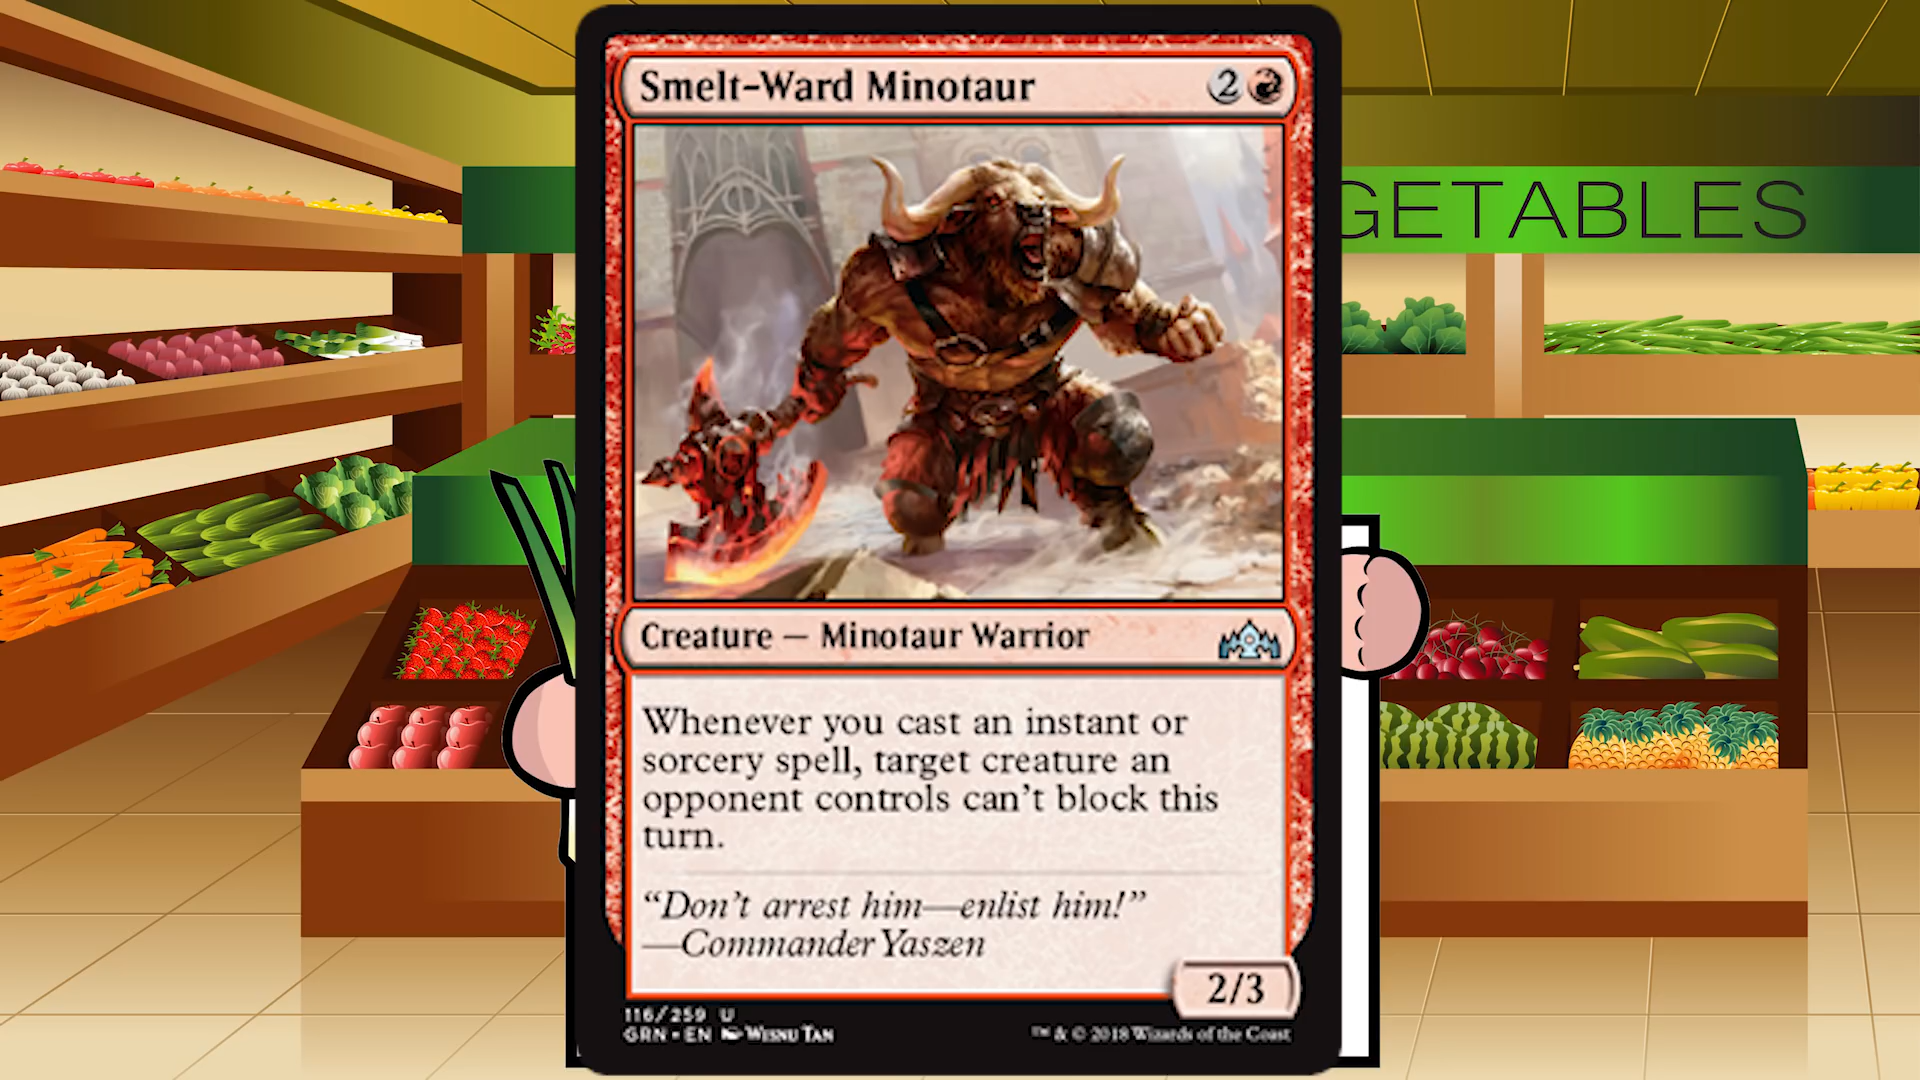 Smelt-Ward Minotaur
2
GETABLES
Creature — Minotaur Warrior
Whenever you cast an instant or
sorcery spell, target creature an
opponent controls can't block this
turn.
“Don't arrest him—enlist him!”
—Commander Yaszen
2/3
116/259 U
GRN • EN Wisnu Tan
™ & © 2018 Wizards of the Coast